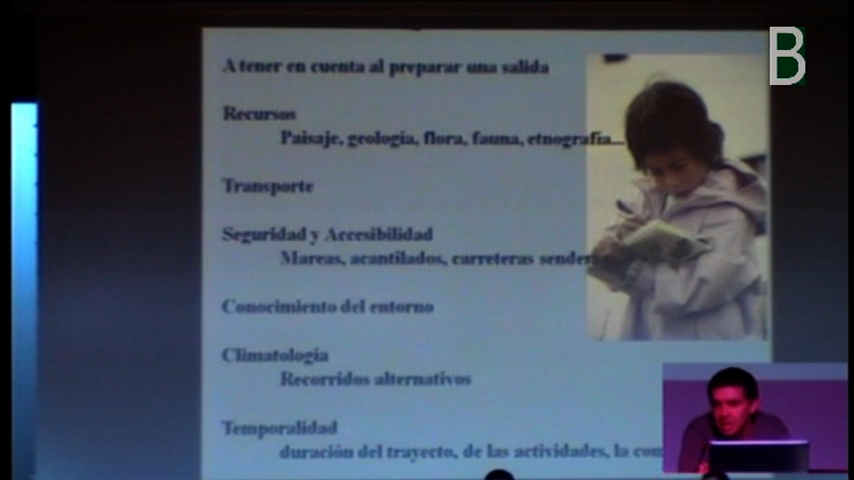 B
A tener en cuenta al preparar una salida
Recursos
Paisaje, geología, flora, fauna, etnografía...
Transporte
Seguridad y Accesibilidad
Mareas, acantilados, carreteras
Conocimiento del entorno
Climatología
Recorridos alternativos
Temporalidad
duración del trayecto, de las actividades, la